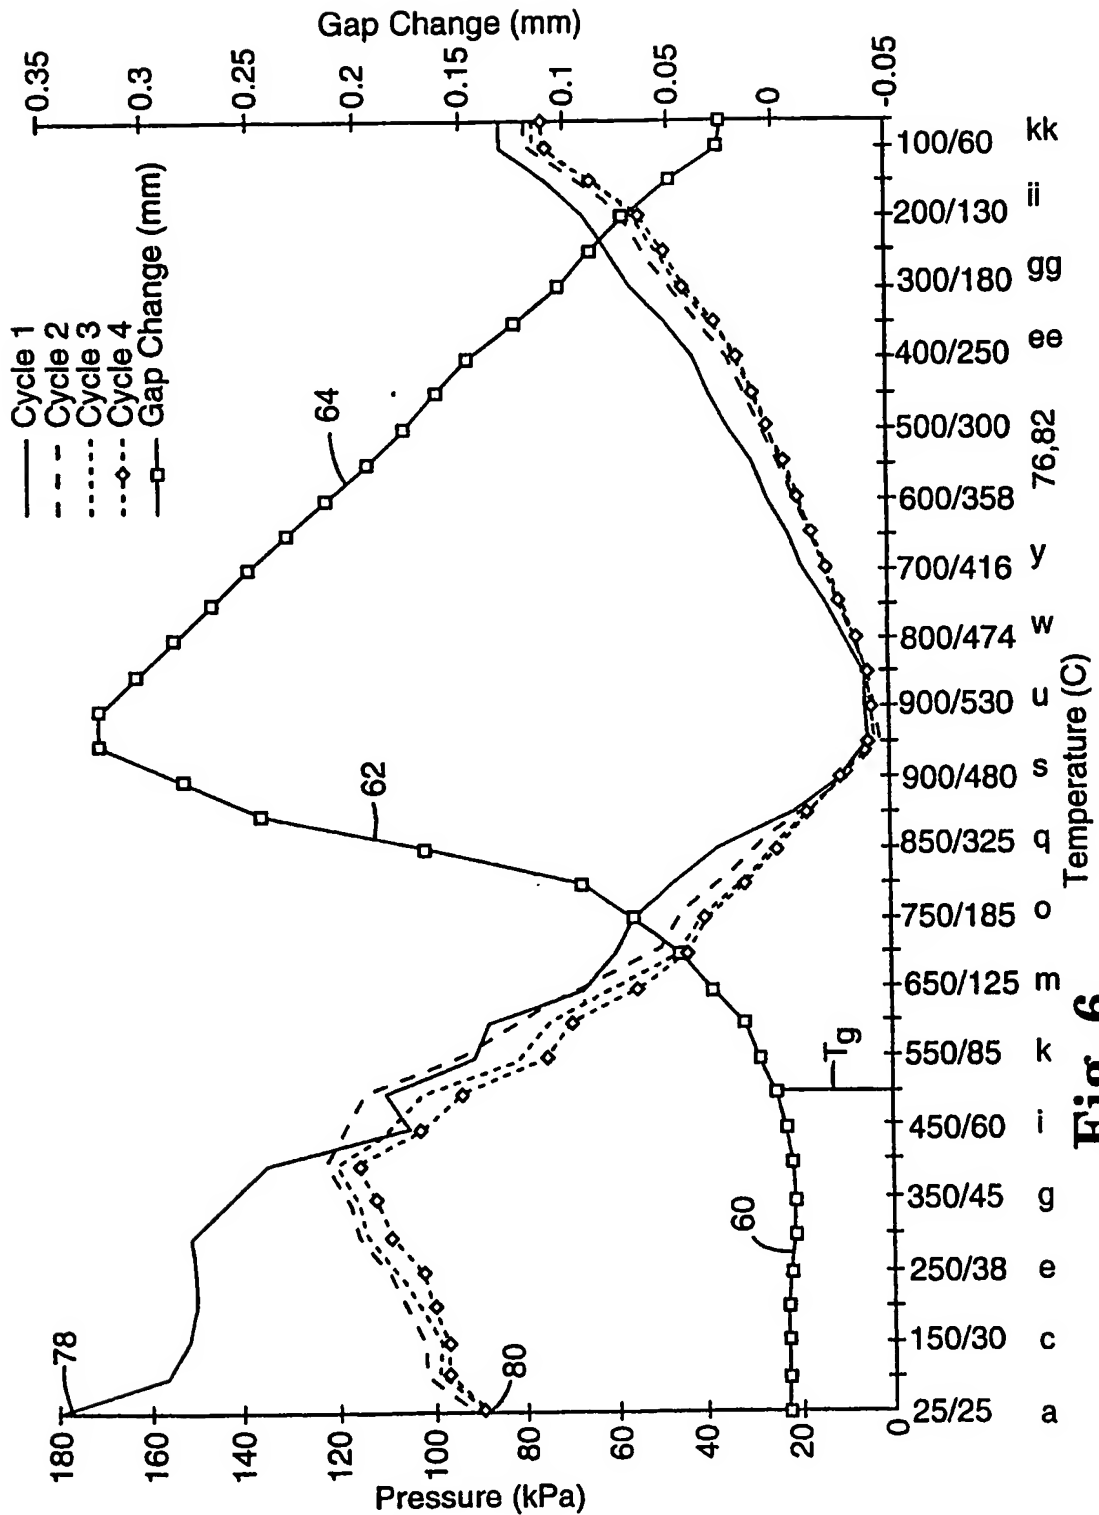 Cycle 1
Cycle 2
Cycle 3
Cycle 4
Gap Change (mm)
Pressure (kPa)
180
160
140
120
100
80
60
40
20
0
Gap Change (mm)
0.35
0.3
0.25
0.2
0.15
0.1
0.05
0
-0.05
78
80
60
62
64
Tg
25/25
150/30
250/38
350/45
450/60
550/85
650/125
750/185
850/325
900/480
900/530
800/474
700/416
600/358
500/300
400/250
300/180
200/130
100/60
a
c
e
g
i
k
m
o
q
s
u
w
y
76,82
ee
gg
ii
kk
Temperature (C)
Fig. 6